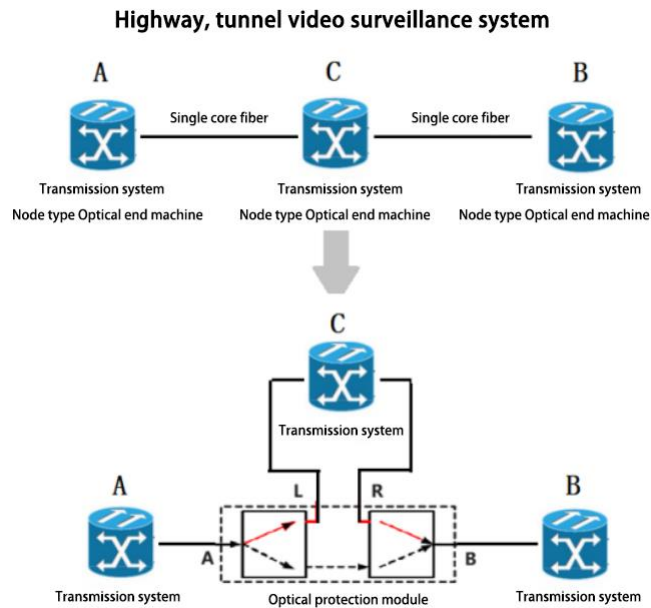 Highway, tunnel video surveillance system
A C B
Single core fiber Single core fiber
Transmission system Transmission system Transmission system
Node type Optical end machine Node type Optical end machine Node type Optical end machine
C
Transmission system
A L R B
A B
Transmission system Optical protection module Transmission system